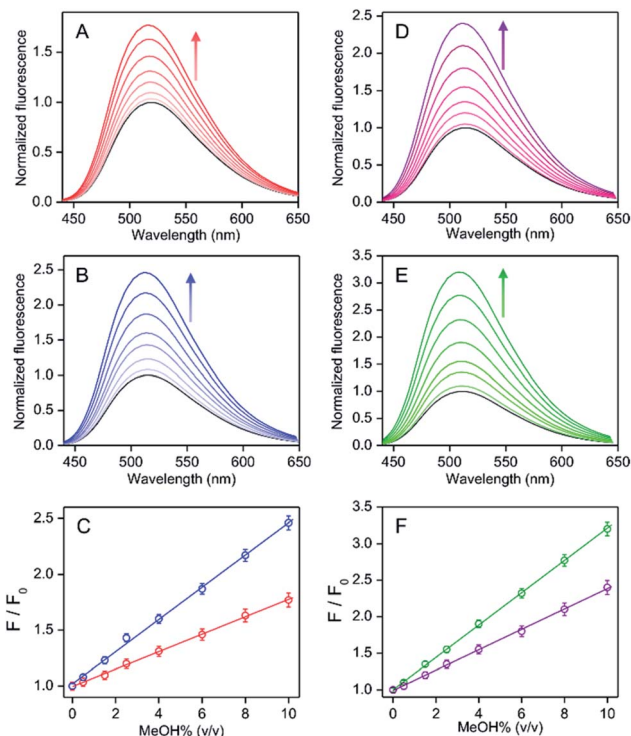 A
Normalized fluorescence
1.5
1.0
0.5
0.0
450 500 550 600 650
Wavelength (nm)
D
Normalized fluorescence
2.5
2.0
1.5
1.0
0.5
0.0
450 500 550 600 650
Wavelength (nm)
B
Normalized fluorescence
2.5
2.0
1.5
1.0
0.5
0.0
450 500 550 600 650
Wavelength (nm)
E
Normalized fluorescence
3.5
3.0
2.5
2.0
1.5
1.0
0.5
0.0
450 500 550 600 650
Wavelength (nm)
C
F / F0
2.5
2.0
1.5
1.0
0 2 4 6 8 10
MeOH% (v/v)
F
F / F0
3.5
3.0
2.5
2.0
1.5
1.0
0 2 4 6 8 10
MeOH% (v/v)